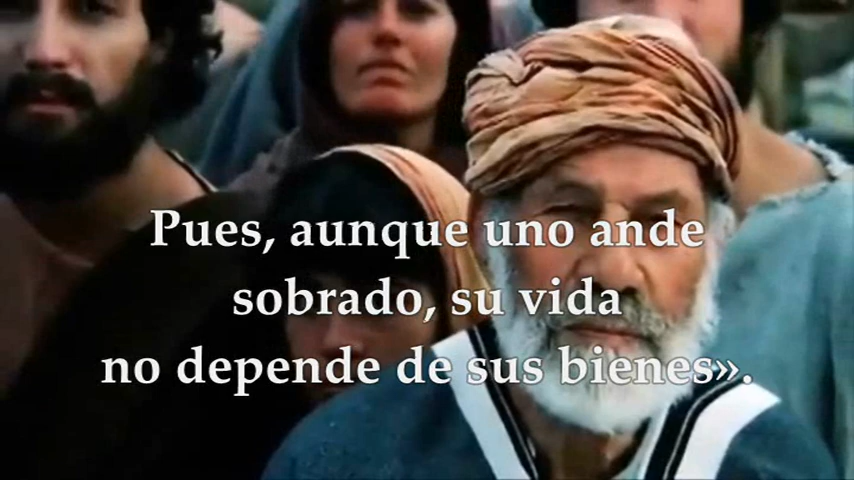 Pues, aunque uno ande
sobrado, su vida
no depende de sus bienes».